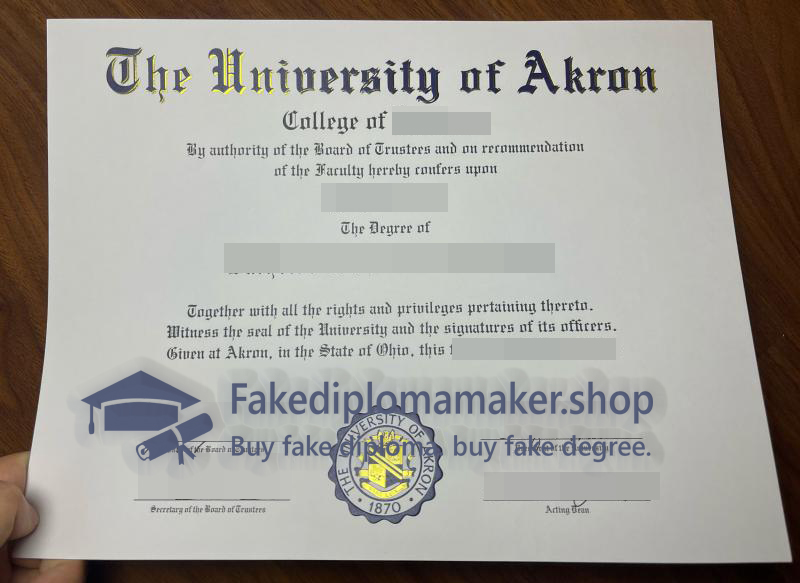 The University of Akron
College of
By authority of the Board of Trustees and on recommendation
of the Faculty hereby confers upon
The Degree of
Together with all the rights and privileges pertaining thereto.
Witness the seal of the University and the signatures of its officers.
Given at Akron, in the State of Ohio, this
Fakediplomamaker.shop
Buy fake diploma, buy fake degree.
THE UNIVERSITY OF AKRON
1870
Secretary of the Board of Trustees
Acting Dean